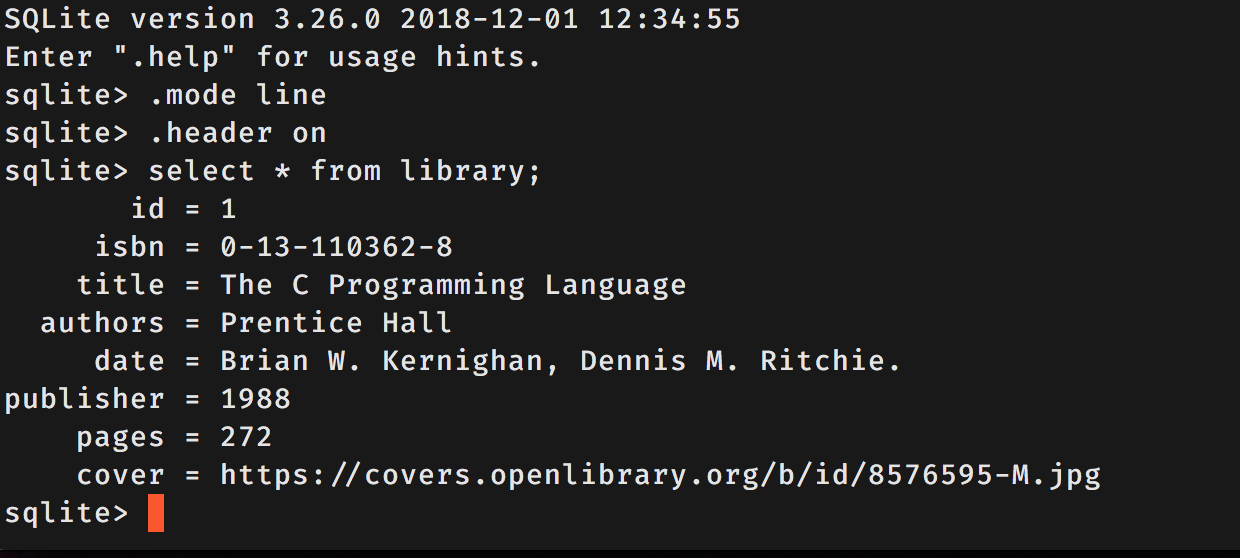 SQLite version 3.26.0 2018-12-01 12:34:55
Enter ".help" for usage hints.
sqlite> .mode line
sqlite> .header on
sqlite> select * from library;
       id = 1
     isbn = 0-13-110362-8
    title = The C Programming Language
  authors = Prentice Hall
     date = Brian W. Kernighan, Dennis M. Ritchie.
publisher = 1988
    pages = 272
    cover = https://covers.openlibrary.org/b/id/8576595-M.jpg
sqlite>